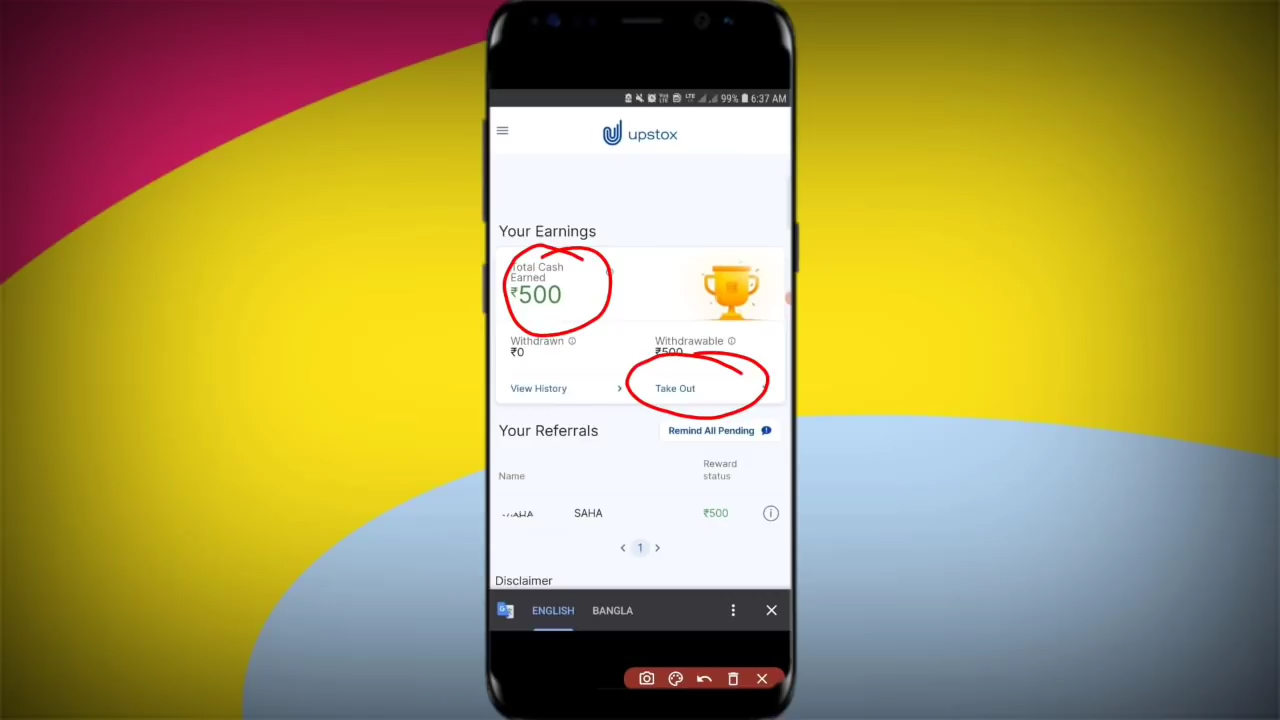 99% 6:37 AM
upstox
Your Earnings
Total Cash
Earned
₹500
Withdrawn
Withdrawable
₹0
₹500
View History
Take Out
Your Referrals
Remind All Pending
Name
Reward
status
SAHA
₹500
1
Disclaimer
ENGLISH BANGLA